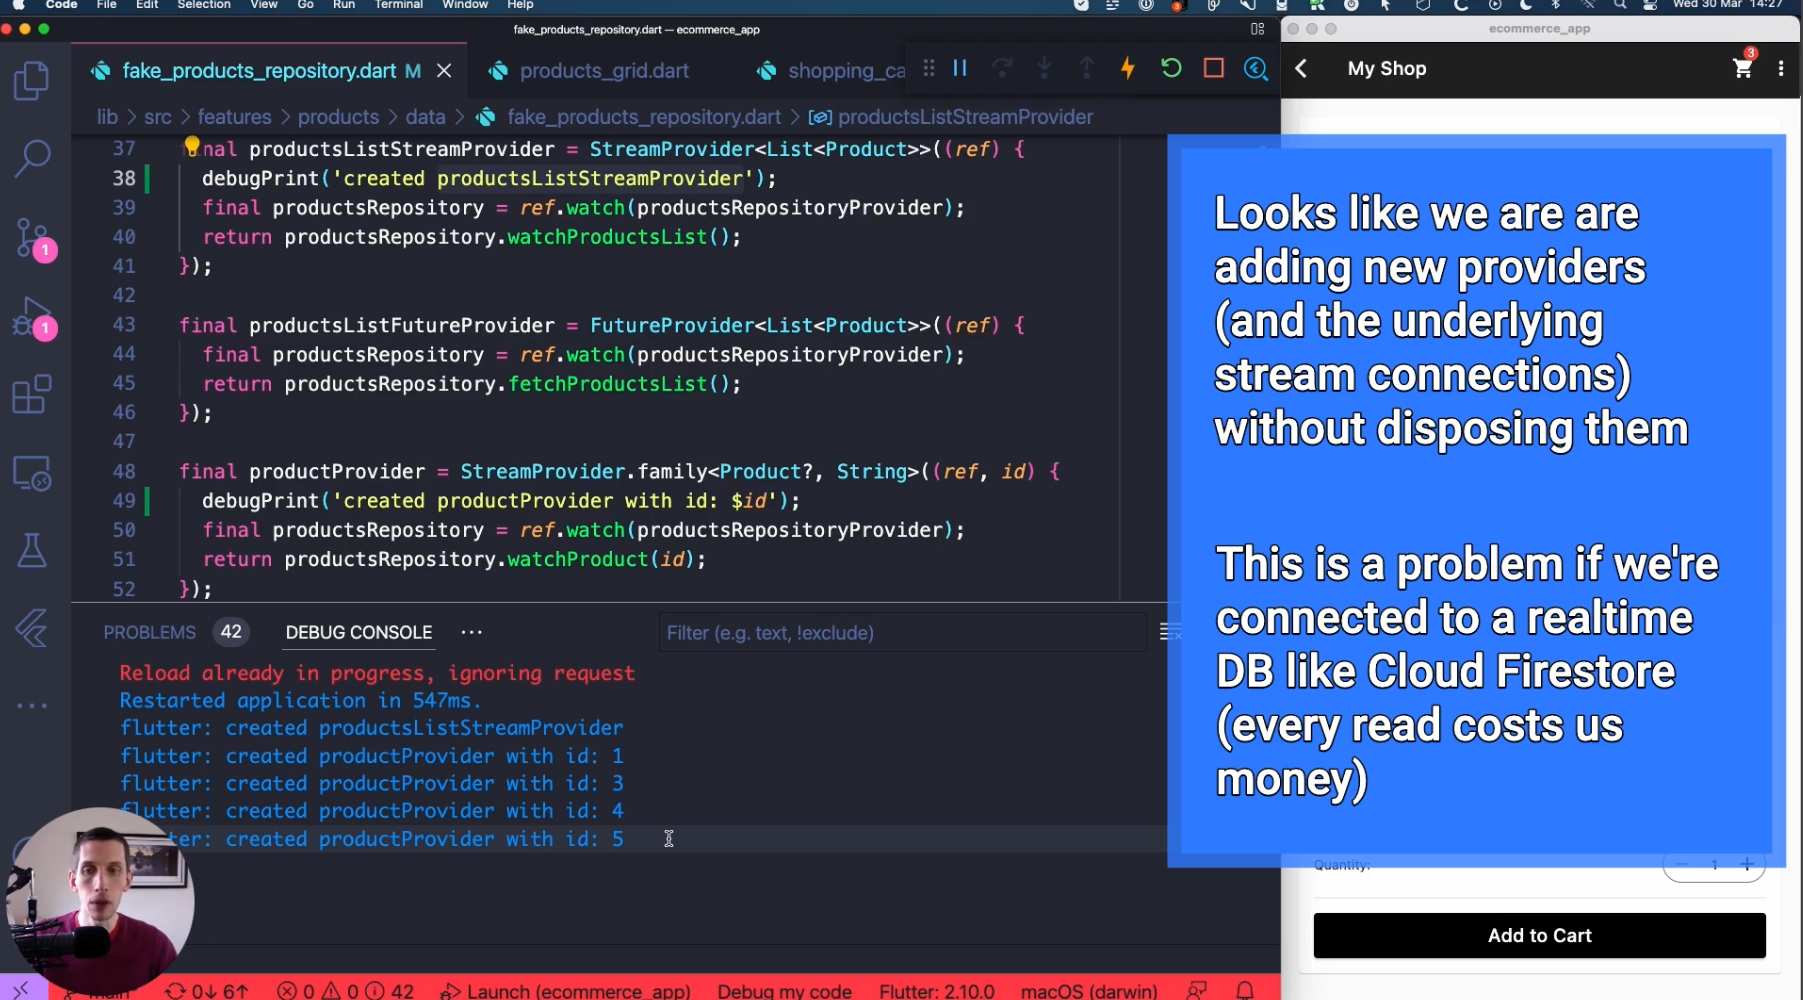 Code File Edit Selection View Go Run Terminal Window Help
Wed 30 Mar 14:27
fake_products_repository.dart — ecommerce_app
ecommerce_app
fake_products_repository.dart M
products_grid.dart
shopping_ca
My Shop
3
lib > src > features > products > data > fake_products_repository.dart > productsListStreamProvider
37 nal productsListStreamProvider = StreamProvider<List<Product>>((ref) {
38 debugPrint('created productsListStreamProvider');
39 final productsRepository = ref.watch(productsRepositoryProvider);
40 return productsRepository.watchProductsList();
41 });
42
43 final productsListFutureProvider = FutureProvider<List<Product>>((ref) {
44 final productsRepository = ref.watch(productsRepositoryProvider);
45 return productsRepository.fetchProductsList();
46 });
47
48 final productProvider = StreamProvider.family<Product?, String>((ref, id) {
49 debugPrint('created productProvider with id: $id');
50 final productsRepository = ref.watch(productsRepositoryProvider);
51 return productsRepository.watchProduct(id);
52 });
1
1
PROBLEMS 42 DEBUG CONSOLE ...
Filter (e.g. text, !exclude)
Reload already in progress, ignoring request
Restarted application in 547ms.
flutter: created productsListStreamProvider
flutter: created productProvider with id: 1
flutter: created productProvider with id: 3
flutter: created productProvider with id: 4
tter: created productProvider with id: 5
Looks like we are are
adding new providers
(and the underlying
stream connections)
without disposing them
This is a problem if we're
connected to a realtime
DB like Cloud Firestore
(every read costs us
money)
Quantity: − 1 +
Add to Cart
main* 0↓ 6↑ 0 0 42 Launch (ecommerce_app) Debug my code Flutter: 2.10.0 macOS (darwin)